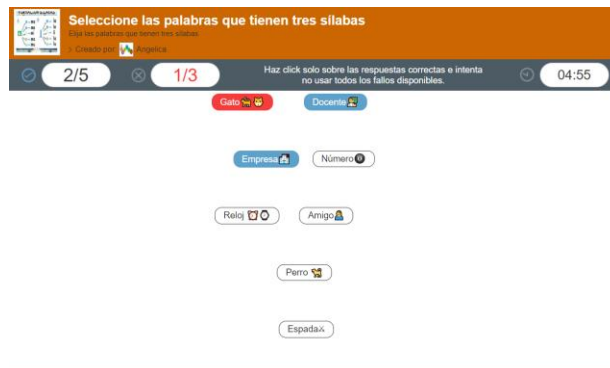 Seleccione las palabras que tienen tres sílabas
Elija las palabras que tienen tres sílabas
Creado por Angelica
2/5
1/3
Haz click solo sobre las respuestas correctas e intenta
no usar todos los fallos disponibles.
04:55
Gato Docente
Empresa Número
Reloj Amigo
Perro
Espada